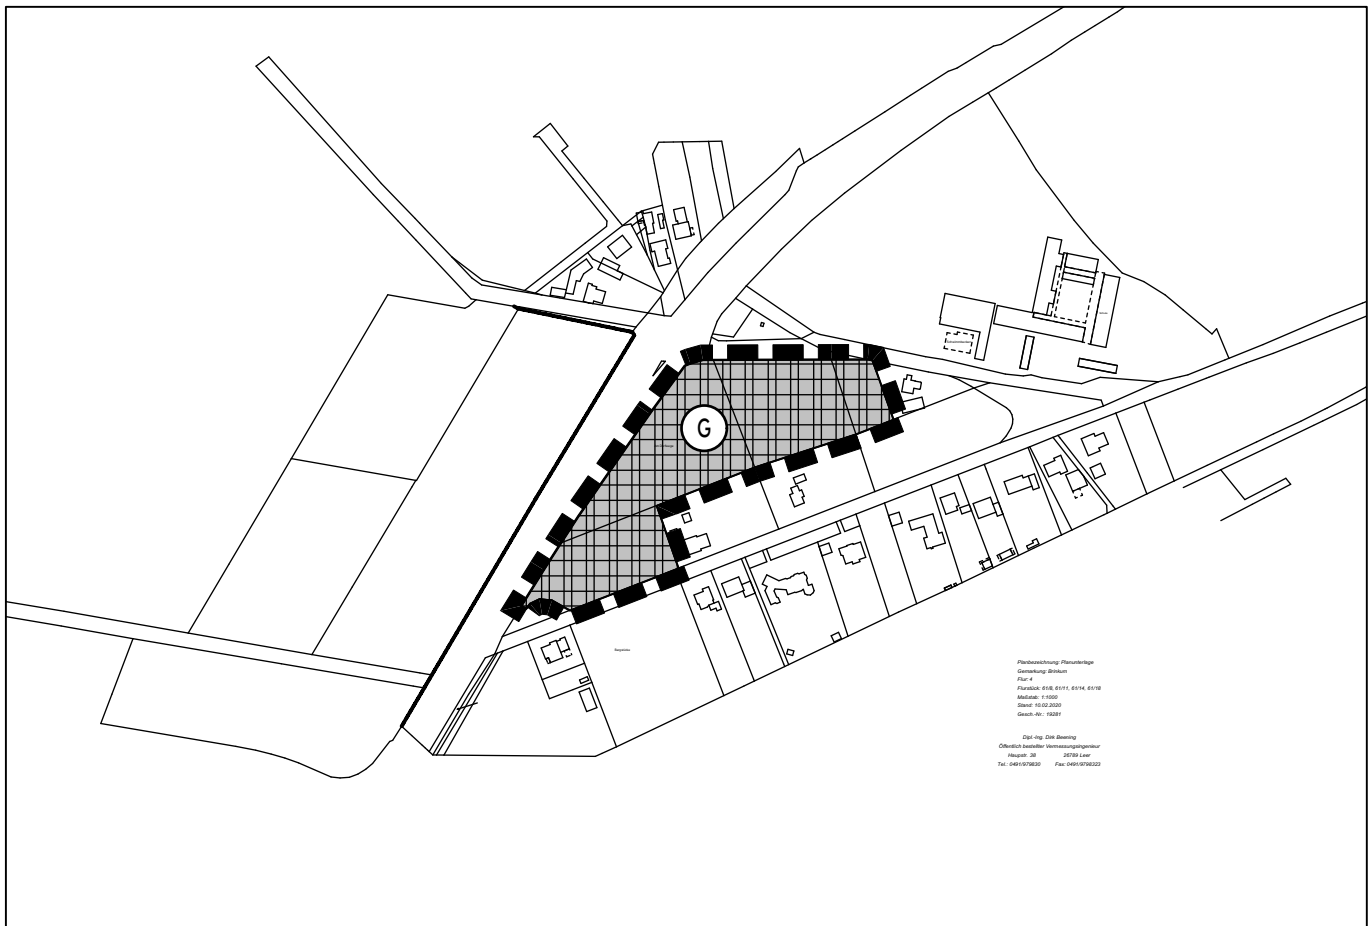 G
Planbezeichnung: Planunterlage
Gemarkung: Brinkum
Flur: 4
Flurstück: 61/8, 61/11, 61/14, 61/18
Maßstab: 1:1000
Stand: 10.02.2020
Gesch.-Nr.: 19281
Dipl.-Ing. Dirk Beening
Öffentlich bestellter Vermessungsingenieur
Hauptstr. 38 26789 Leer
Tel.: 0491/979830 Fax: 0491/9798323